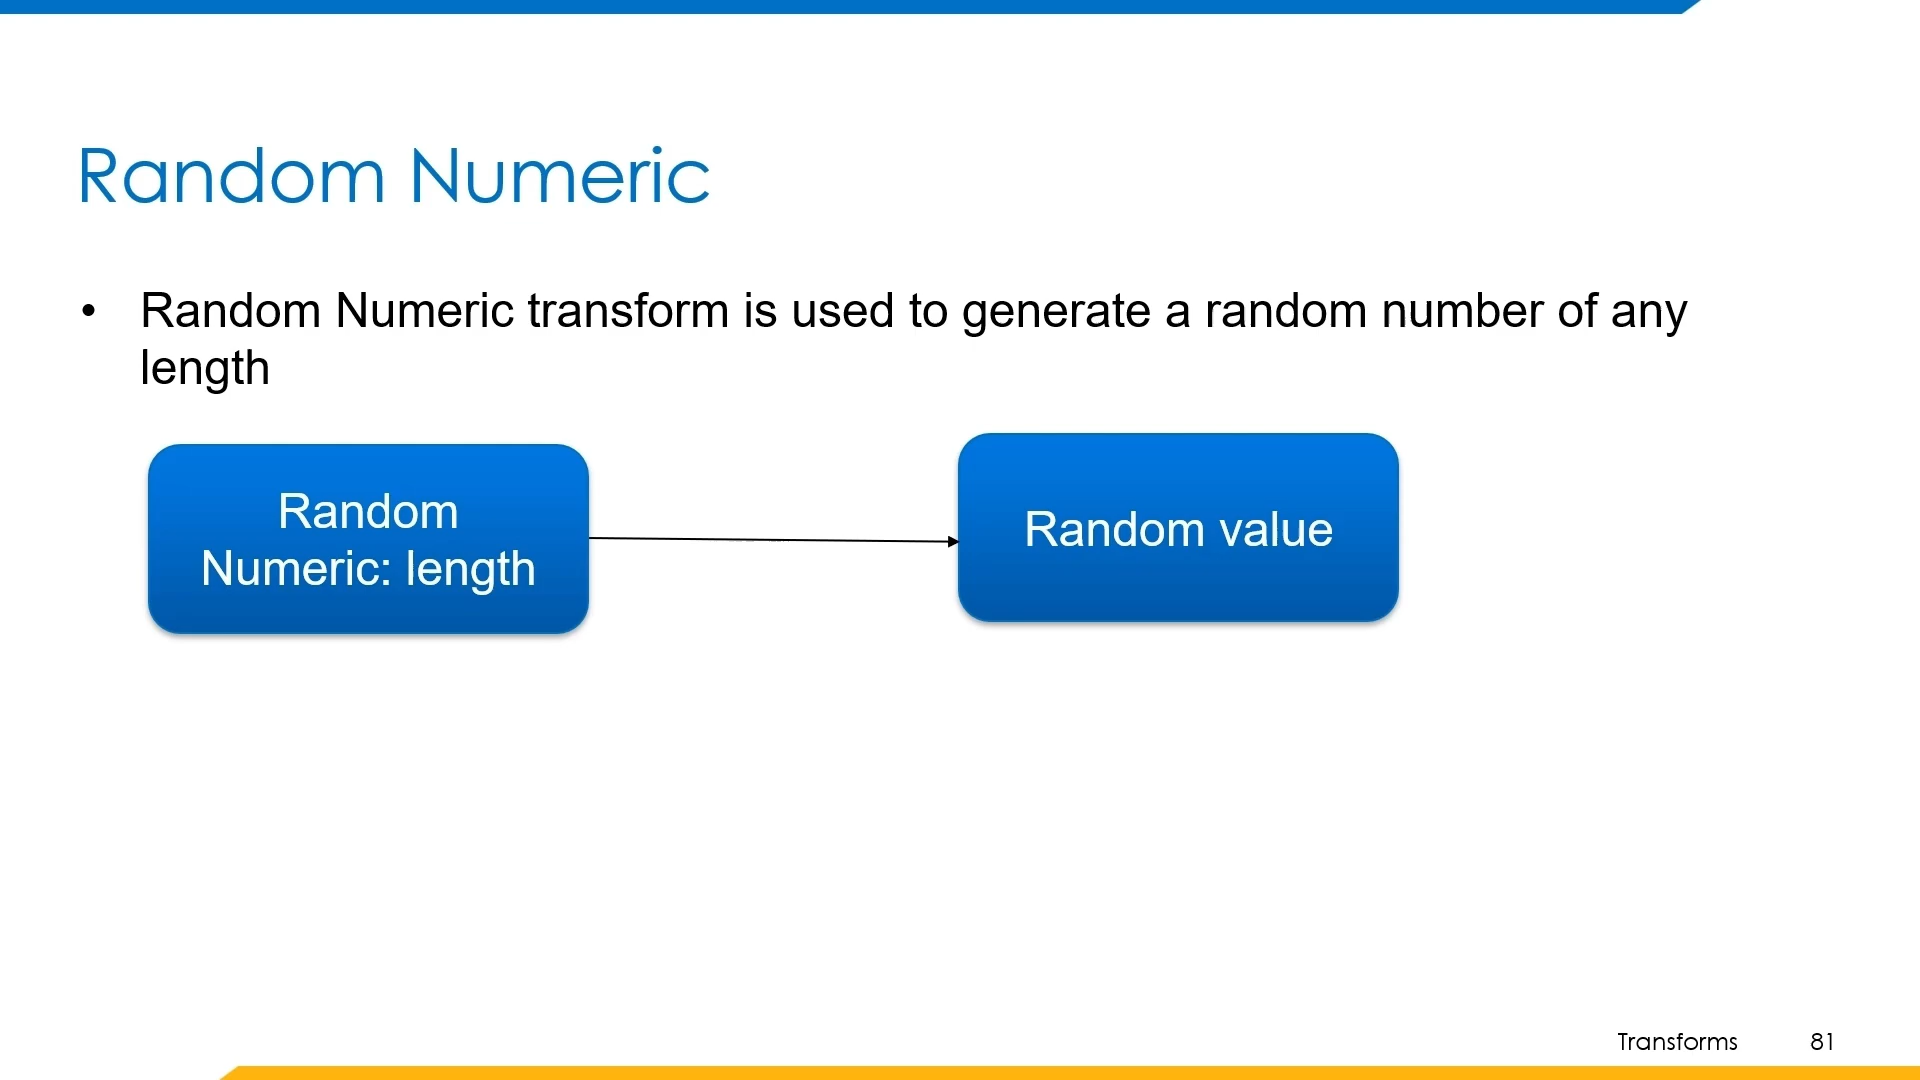 Random Numeric
• Random Numeric transform is used to generate a random number of any
length
Random
Numeric: length
Random value
Transforms 81